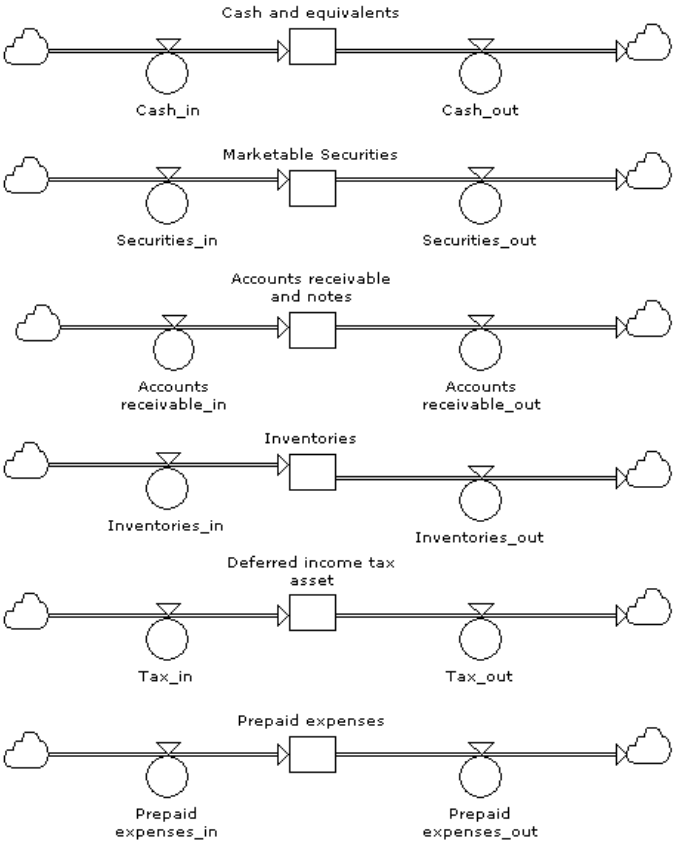 Cash and equivalents
Cash_in
Cash_out
Marketable Securities
Securities_in
Securities_out
Accounts receivable
and notes
Accounts
receivable_in
Accounts
receivable_out
Inventories
Inventories_in
Inventories_out
Deferred income tax
asset
Tax_in
Tax_out
Prepaid expenses
Prepaid
expenses_in
Prepaid
expenses_out